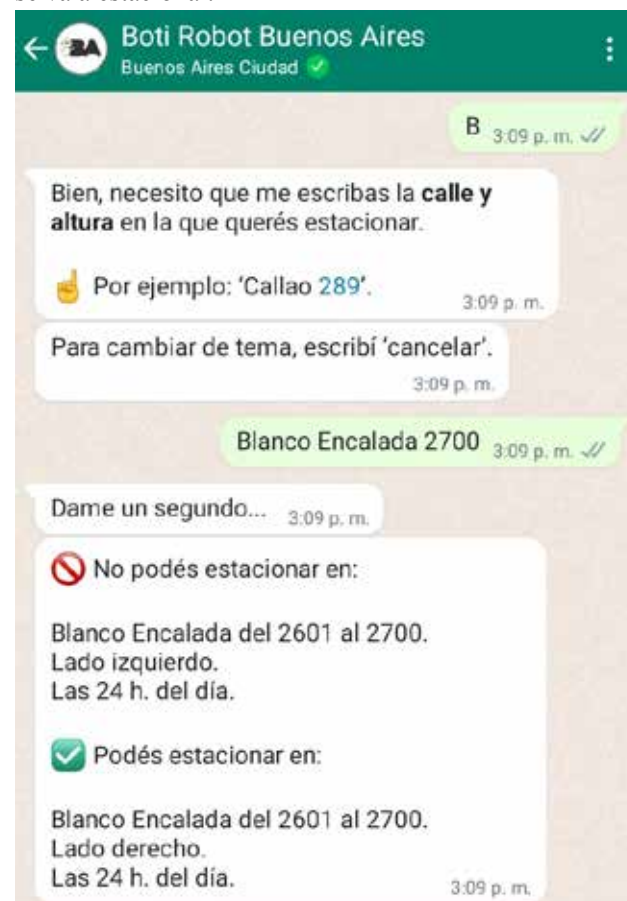 BA
Boti Robot Buenos Aires
Buenos Aires Ciudad
B 3:09 p. m.
Bien, necesito que me escribas la calle y
altura en la que querés estacionar.
Por ejemplo: ‘Callao 289’.
3:09 p. m.
Para cambiar de tema, escribí ‘cancelar’.
3:09 p. m.
Blanco Encalada 2700 3:09 p. m.
Dame un segundo... 3:09 p. m.
No podés estacionar en:
Blanco Encalada del 2601 al 2700.
Lado izquierdo.
Las 24 h. del día.
Podés estacionar en:
Blanco Encalada del 2601 al 2700.
Lado derecho.
Las 24 h. del día.
3:09 p. m.